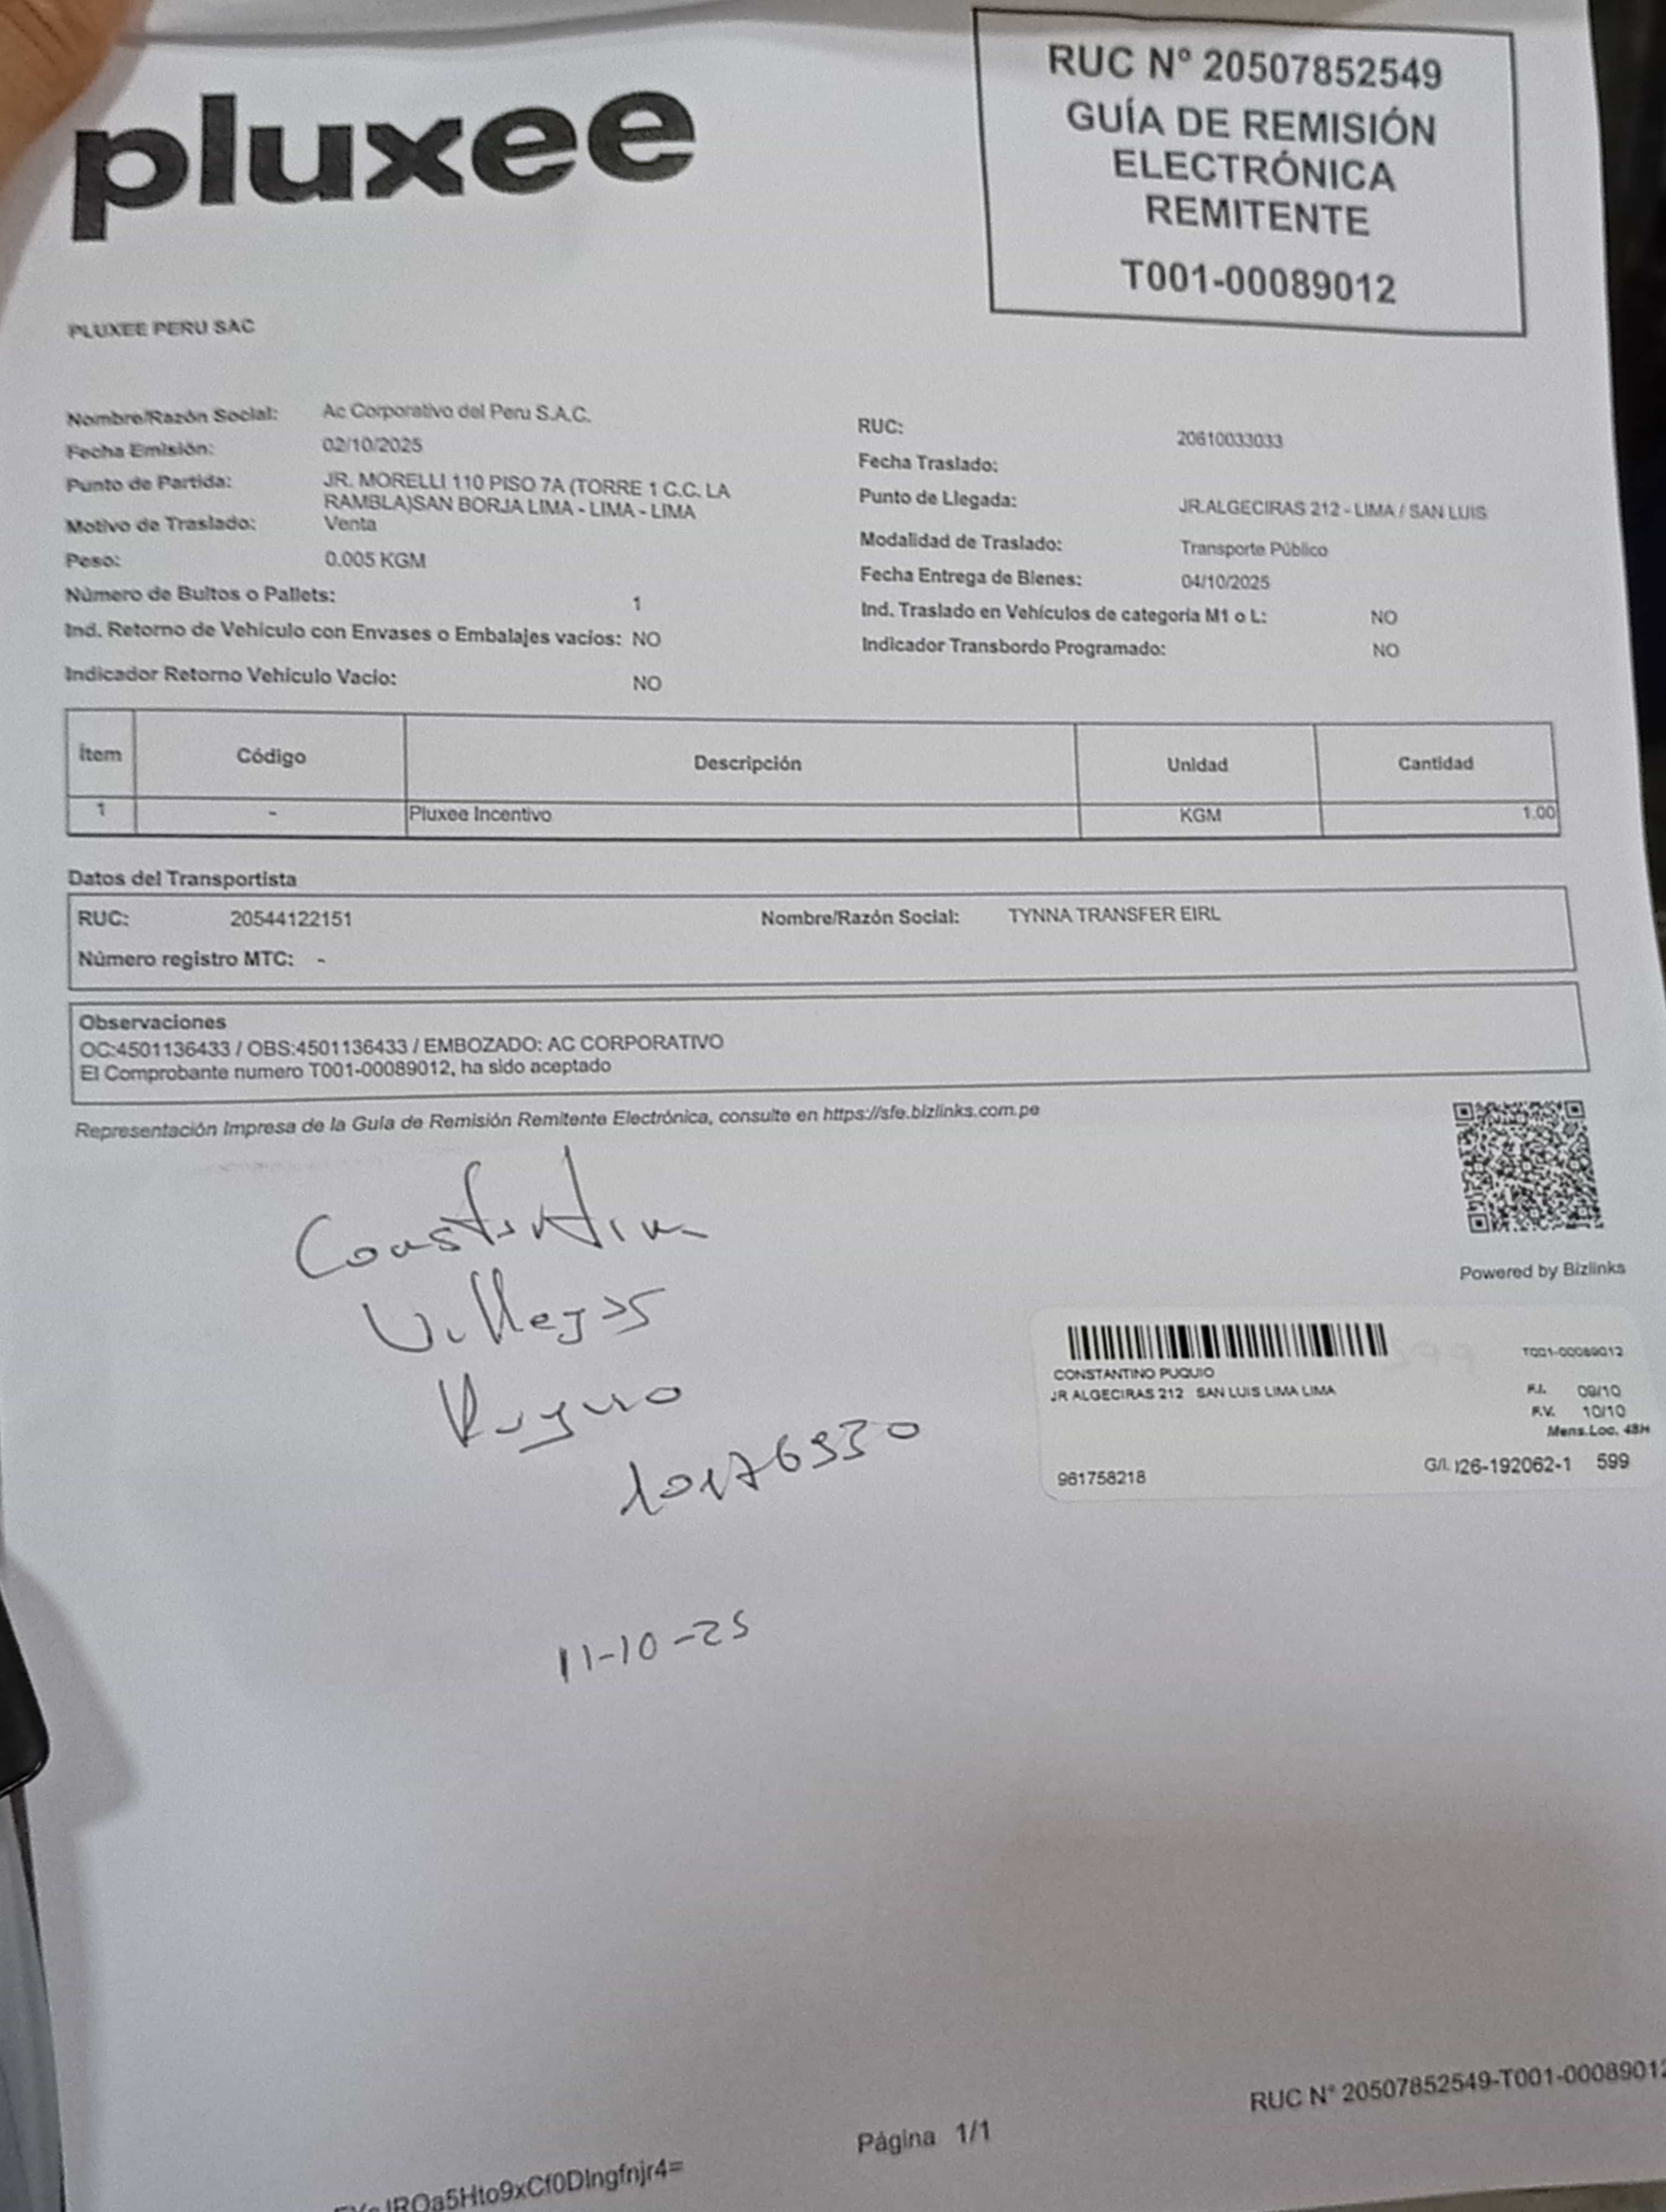 pluxee
RUC Nº 20507852549
GUÍA DE REMISIÓN
ELECTRÓNICA
REMITENTE
T001-00089012
PLUXEE PERU SAC
Nombre/Razón Social: Ac Corporativo del Peru S.A.C.
Fecha Emisión: 02/10/2025
Punto de Partida: JR. MORELLI 110 PISO 7A (TORRE 1 C.C. LA
RAMBLA)SAN BORJA LIMA - LIMA - LIMA
Motivo de Traslado: Venta
Peso: 0.005 KGM
Número de Bultos o Pallets: 1
Ind. Retorno de Vehículo con Envases o Embalajes vacíos: NO
Indicador Retorno Vehículo Vacio: NO
RUC: 20610033033
Fecha Traslado:
Punto de Llegada: JR.ALGECIRAS 212 - LIMA / SAN LUIS
Modalidad de Traslado: Transporte Público
Fecha Entrega de Bienes: 04/10/2025
Ind. Traslado en Vehículos de categoría M1 o L: NO
Indicador Transbordo Programado: NO
Ítem Código Descripción Unidad Cantidad
1 - Pluxee Incentivo KGM 1.00
Datos del Transportista
RUC: 20544122151 Nombre/Razón Social: TYNNA TRANSFER EIRL
Número registro MTC: -
Observaciones
OC:4501136433 / OBS:4501136433 / EMBOZADO: AC CORPORATIVO
El Comprobante numero T001-00089012, ha sido aceptado
Representación Impresa de la Guía de Remisión Remitente Electrónica, consulte en https://sfe.bizlinks.com.pe
Powered by Bizlinks
Constantino
Villegas
Puquio
10176930
11-10-25
T001-00089012
CONSTANTINO PUQUIO
JR ALGECIRAS 212 SAN LUIS LIMA LIMA
F.I. 09/10
F.V. 10/10
Mens.Loc. 48H
961758218 G/I. 126-192062-1 599
RUC N° 20507852549-T001-00089012
Página 1/1
JROa5Hto9xCf0DIngfnjr4=